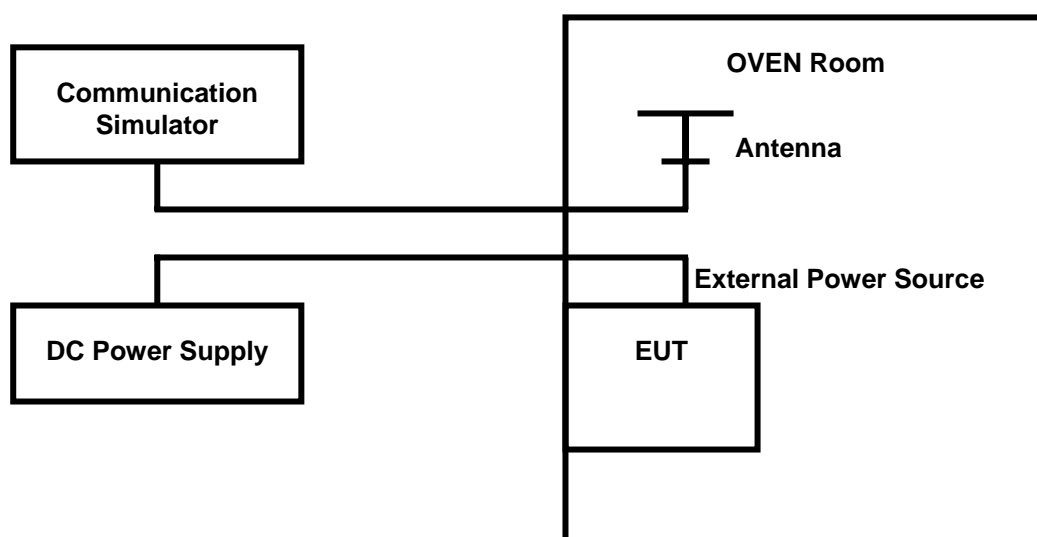 Communication
Simulator
OVEN Room
Antenna
External Power Source
DC Power Supply
EUT